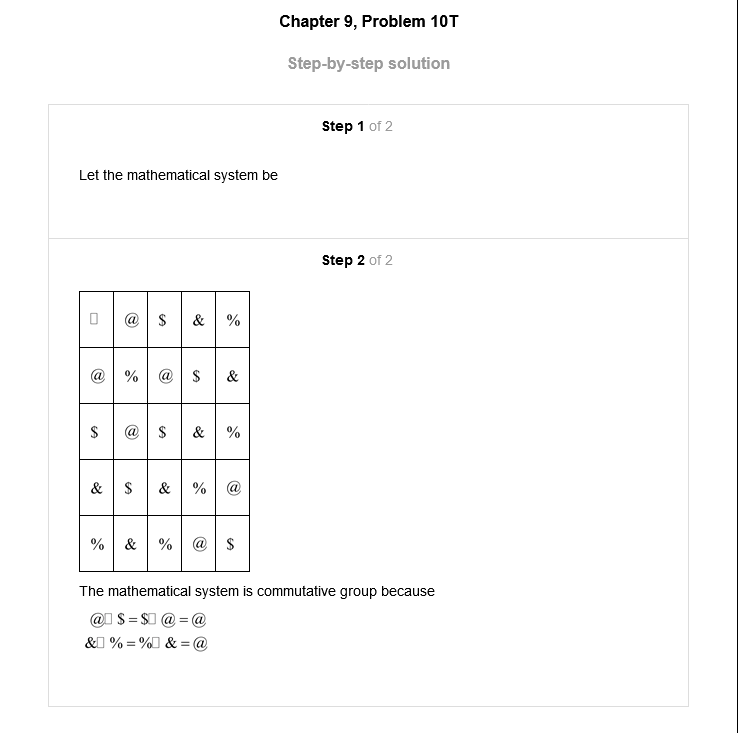 Chapter 9, Problem 10T
Step-by-step solution
Step 1 of 2
Let the mathematical system be
Step 2 of 2
□ @ $ & %
@ % @ $ &
$ @ $ & %
& $ & % @
% & % @ $
The mathematical system is commutative group because
@□ $ = $□ @ = @
&□ % = %□ & = @